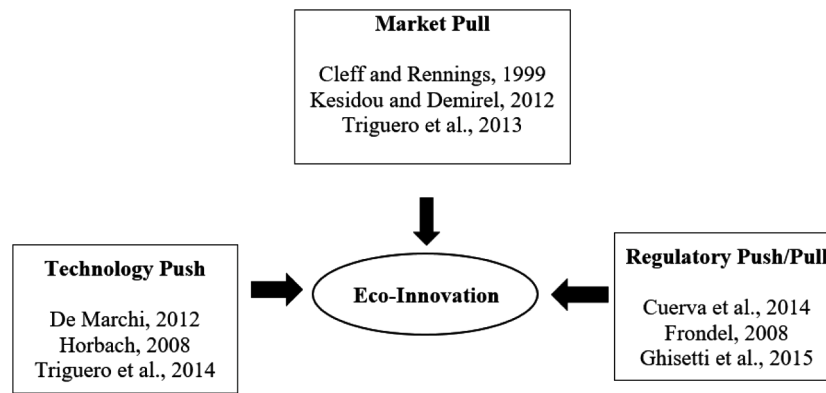 Market Pull
Cleff and Rennings, 1999
Kesidou and Demirel, 2012
Triguero et al., 2013
Technology Push
De Marchi, 2012
Horbach, 2008
Triguero et al., 2014
Eco-Innovation
Regulatory Push/Pull
Cuerva et al., 2014
Frondel, 2008
Ghisetti et al., 2015